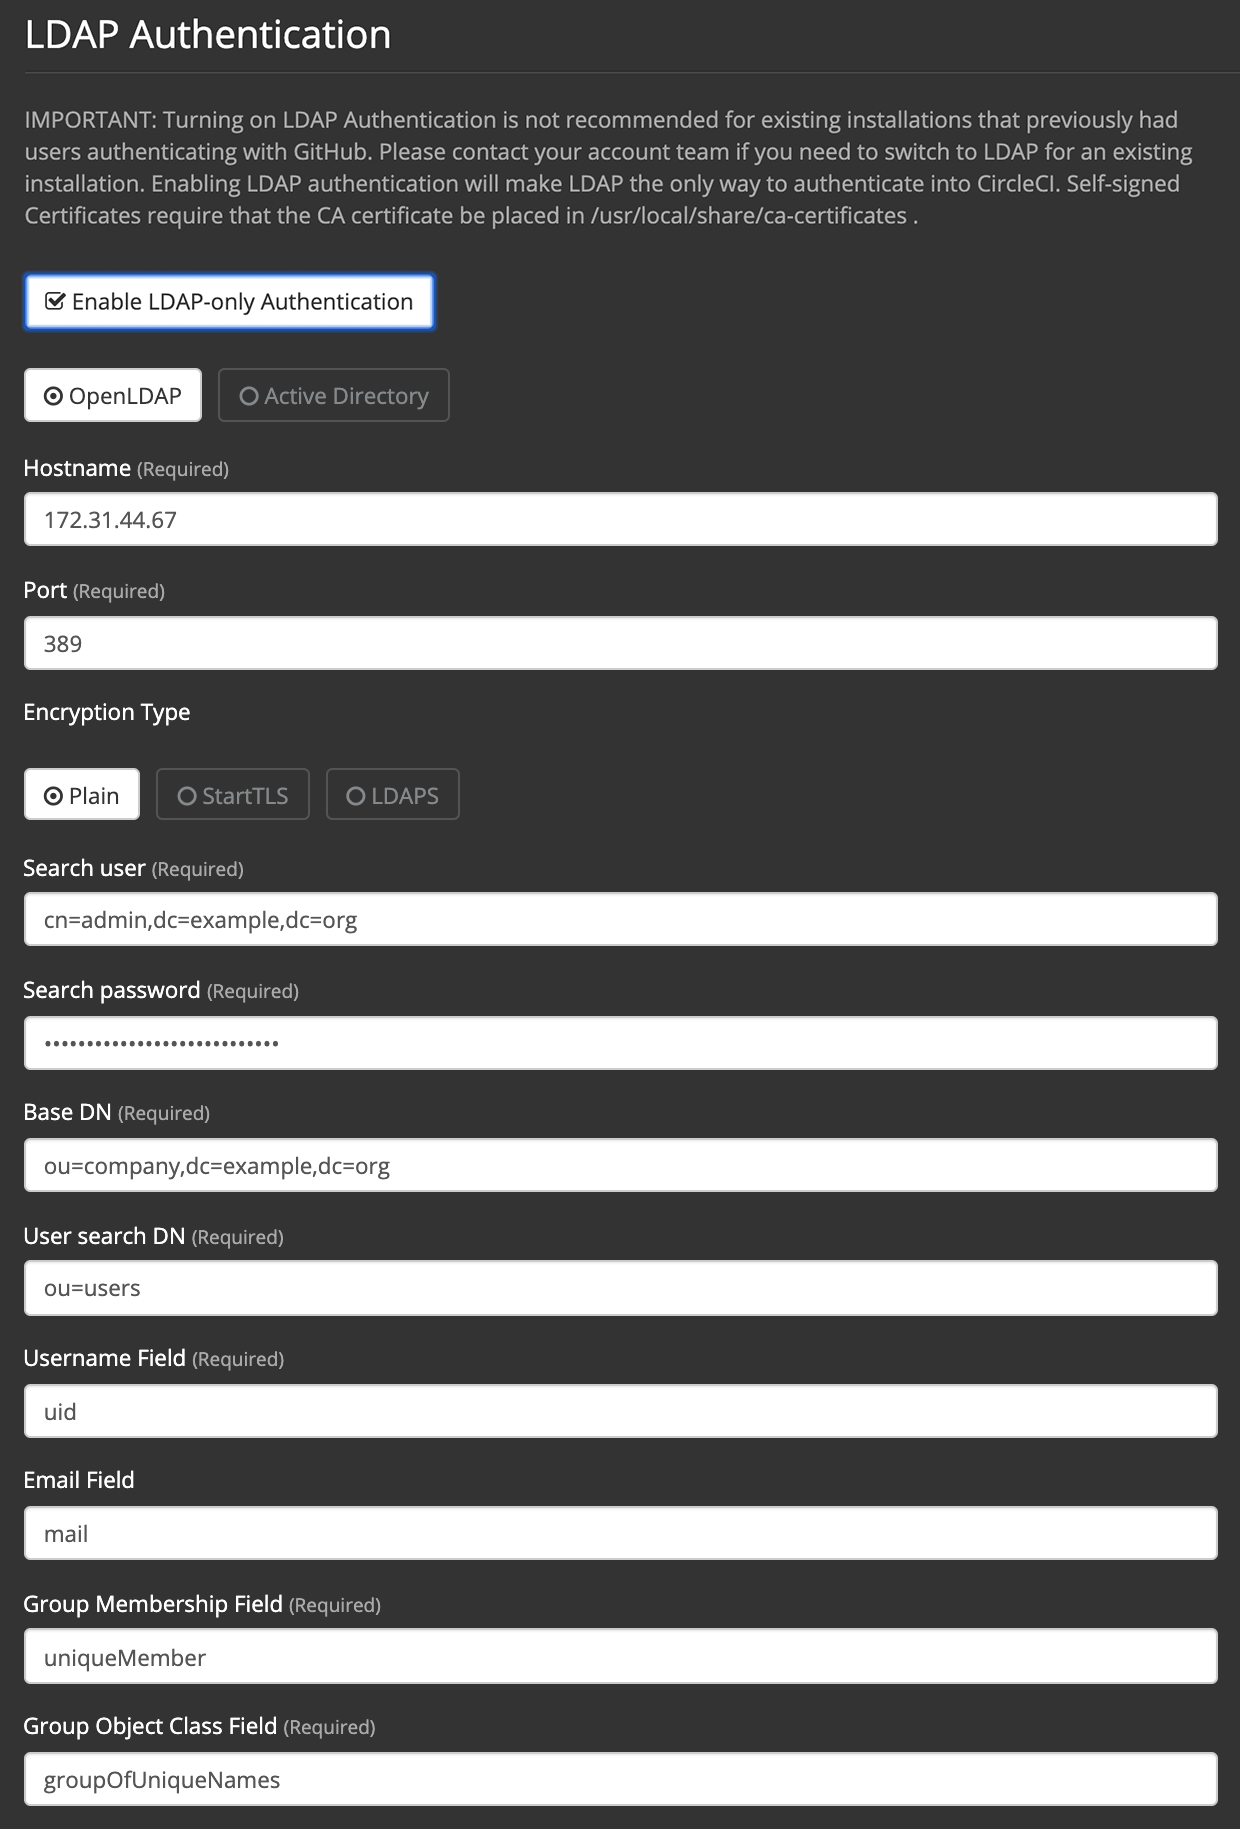 LDAP Authentication
IMPORTANT: Turning on LDAP Authentication is not recommended for existing installations that previously had
users authenticating with GitHub. Please contact your account team if you need to switch to LDAP for an existing
installation. Enabling LDAP authentication will make LDAP the only way to authenticate into CircleCI. Self-signed
Certificates require that the CA certificate be placed in /usr/local/share/ca-certificates .
Enable LDAP-only Authentication
OpenLDAP Active Directory
Hostname (Required)
172.31.44.67
Port (Required)
389
Encryption Type
Plain StartTLS LDAPS
Search user (Required)
cn=admin,dc=example,dc=org
Search password (Required)
••••••••••••••••••••••••••••
Base DN (Required)
ou=company,dc=example,dc=org
User search DN (Required)
ou=users
Username Field (Required)
uid
Email Field
mail
Group Membership Field (Required)
uniqueMember
Group Object Class Field (Required)
groupOfUniqueNames